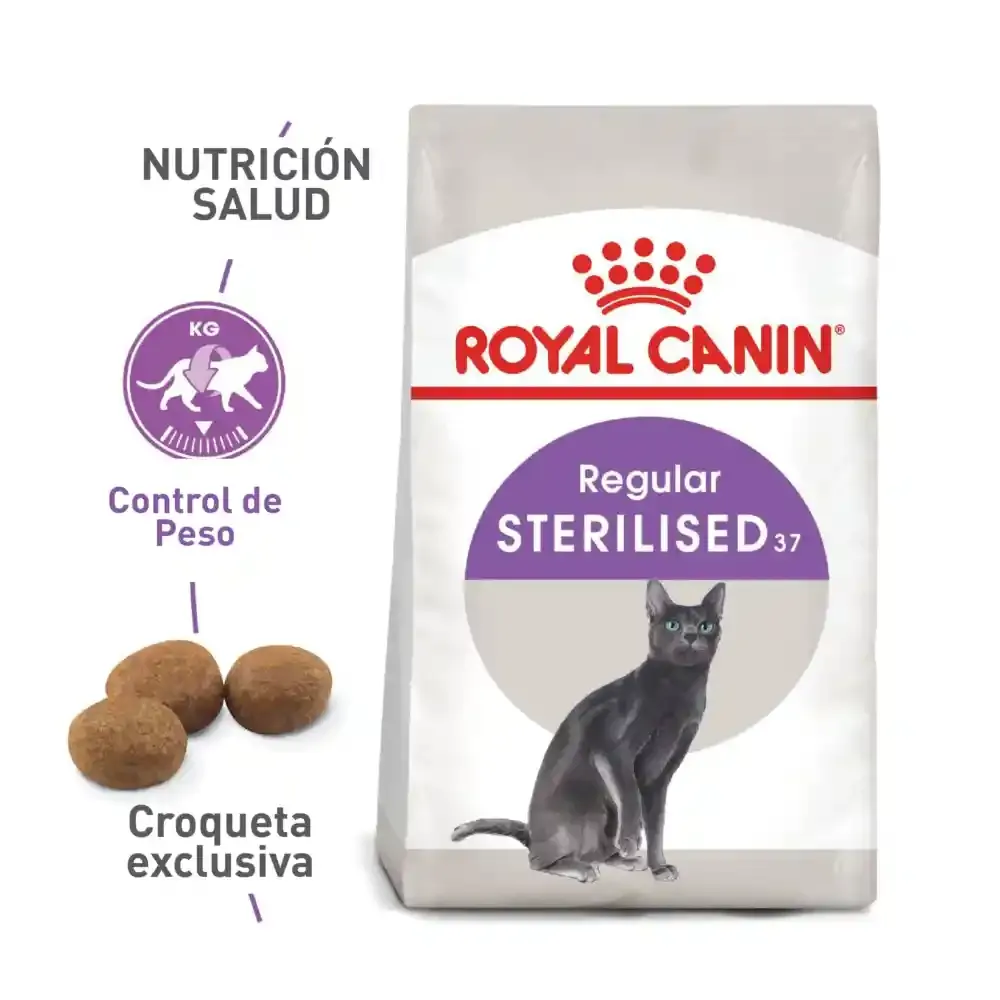 NUTRICIÓN
SALUD
KG
Control de
Peso
Croqueta
exclusiva
ROYAL CANIN®
Regular
STERILISED 37